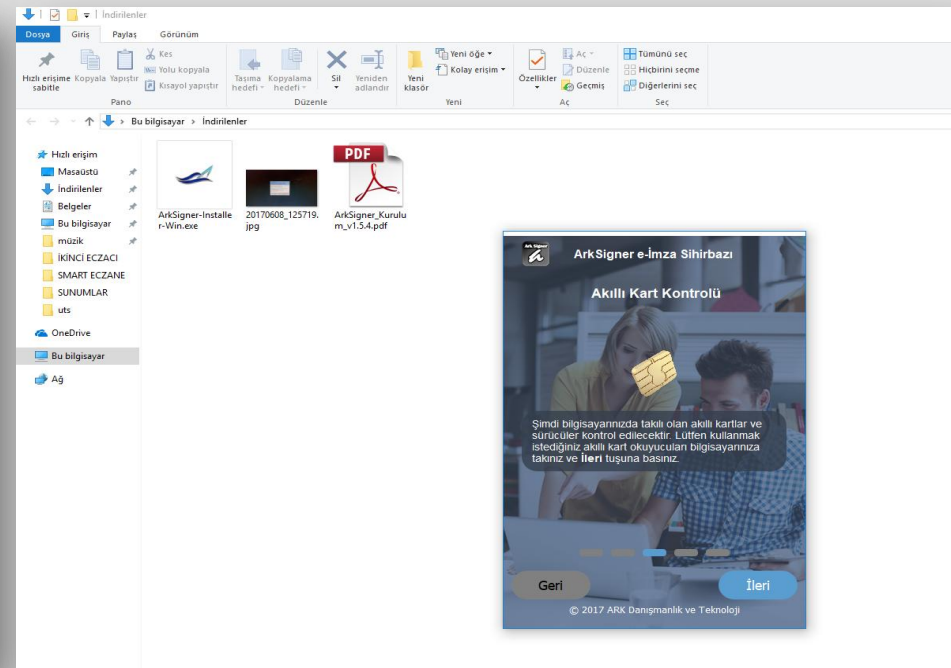 İndirilenler
Dosya Giriş Paylaş Görünüm
Hızlı erişime sabitle
Kopyala
Yapıştır
Kes
Yolu kopyala
Kısayol yapıştır
Pano
Taşıma hedefi
Kopyalama hedefi
Sil
Yeniden adlandır
Düzenle
Yeni klasör
Yeni öğe
Kolay erişim
Yeni
Özellikler
Aç
Düzenle
Geçmiş
Aç
Tümünü seç
Hiçbirini seçme
Diğerlerini seç
Seç
Bu bilgisayar > İndirilenler
Hızlı erişim
Masaüstü
İndirilenler
Belgeler
Bu bilgisayar
müzik
İKİNCİ ECZACI
SMART ECZANE
SUNUMLAR
uts
OneDrive
Bu bilgisayar
Ağ
ArkSigner-Installe
r-Win.exe
20170608_125719.
jpg
PDF
ArkSigner_Kurulu
m_v1.5.4.pdf
Ark Signer
ArkSigner e-İmza Sihirbazı
Akıllı Kart Kontrolü
Şimdi bilgisayarınızda takılı olan akıllı kartlar ve
sürücüler kontrol edilecektir. Lütfen kullanmak
istediğiniz akıllı kart okuyucuları bilgisayarınıza
takınız ve İleri tuşuna basınız.
Geri
İleri
© 2017 ARK Danışmanlık ve Teknoloji